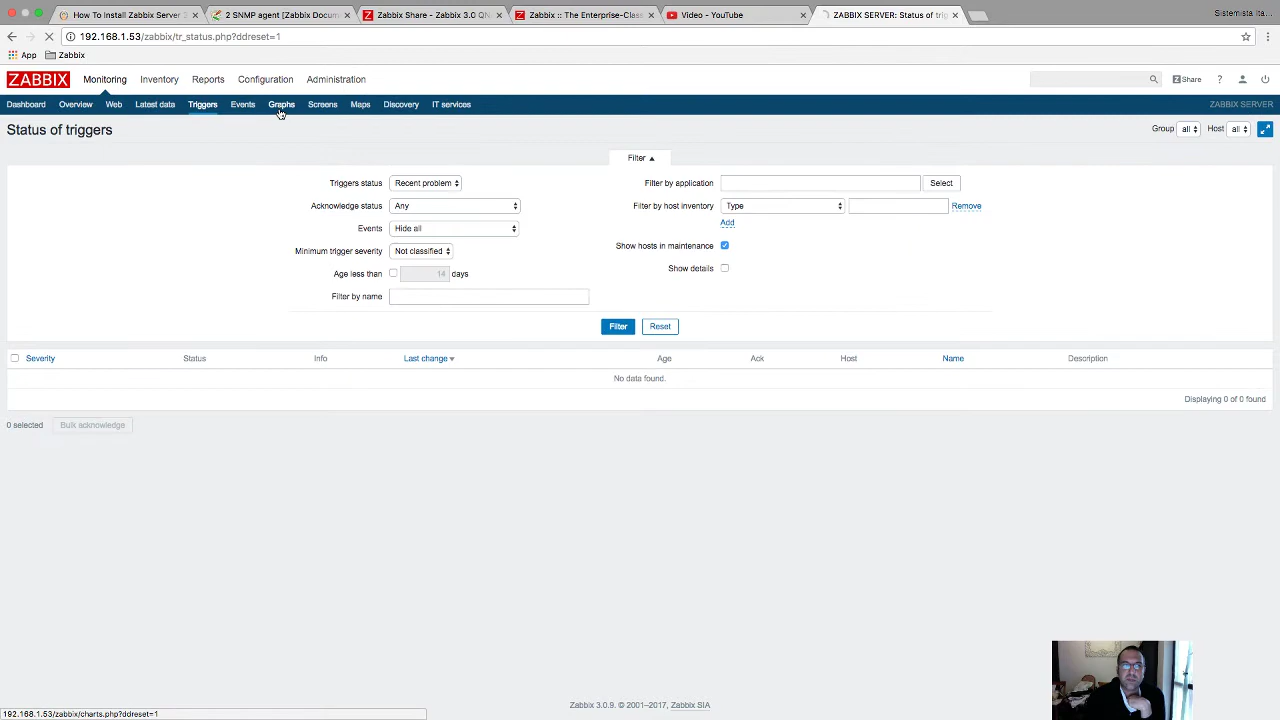 How To Install Zabbix Server 3
2 SNMP agent [Zabbix Docum
Zabbix Share - Zabbix 3.0 QN
Zabbix :: The Enterprise-Class
Video - YouTube
ZABBIX SERVER: Status of trig
Sistemista Ita...
192.168.1.53/zabbix/tr_status.php?ddreset=1
App
Zabbix
ZABBIX
Monitoring
Inventory
Reports
Configuration
Administration
Z Share
?
Dashboard
Overview
Web
Latest data
Triggers
Events
Graphs
Screens
Maps
Discovery
IT services
ZABBIX SERVER
Status of triggers
Group all
Host all
Filter ▲
Triggers status Recent problem
Acknowledge status Any
Events Hide all
Minimum trigger severity Not classified
Age less than 14 days
Filter by name
Filter by application Select
Filter by host inventory Type Remove
Add
Show hosts in maintenance
Show details
Filter Reset
Severity Status Info Last change ▼ Age Ack Host Name Description
No data found.
Displaying 0 of 0 found
0 selected Bulk acknowledge
Zabbix 3.0.9. © 2001–2017, Zabbix SIA
192.168.1.53/zabbix/charts.php?ddreset=1